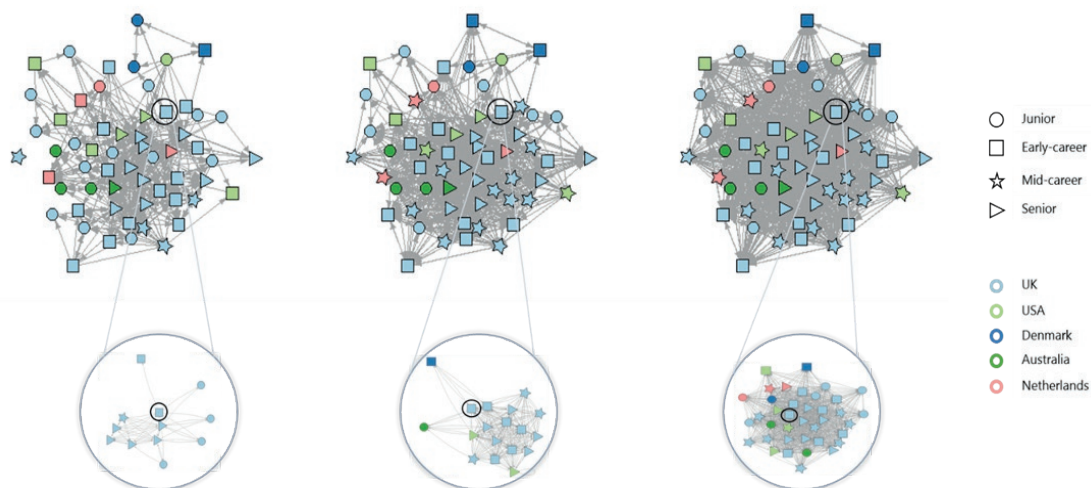 Junior
Early-career
Mid-career
Senior
UK
USA
Denmark
Australia
Netherlands